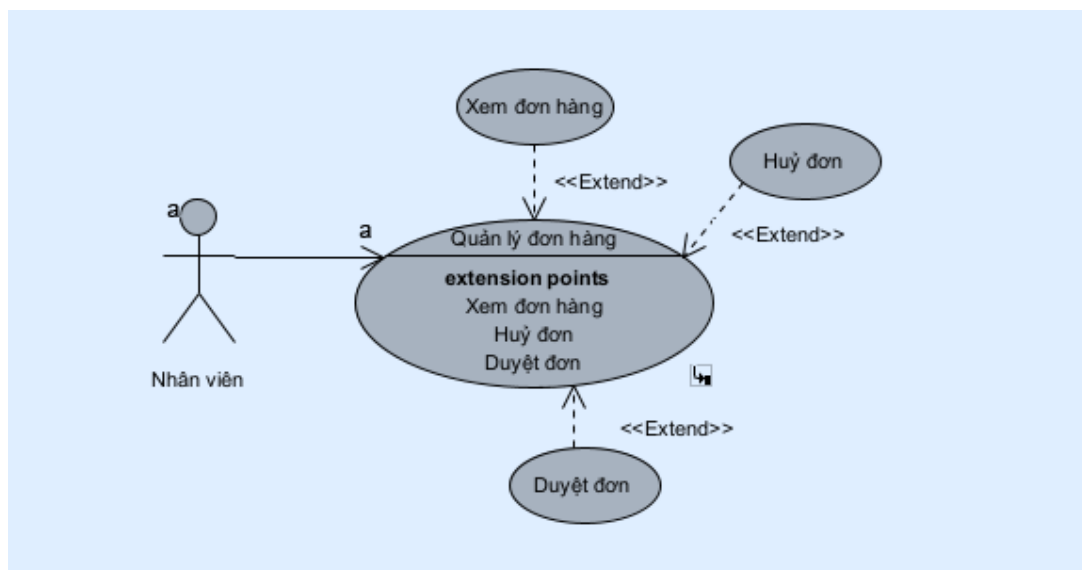 Xem đơn hàng
Huỷ đơn
<<Extend>>
<<Extend>>
a
a
Quản lý đơn hàng
extension points
Xem đơn hàng
Huỷ đơn
Duyệt đơn
Nhân viên
<<Extend>>
Duyệt đơn